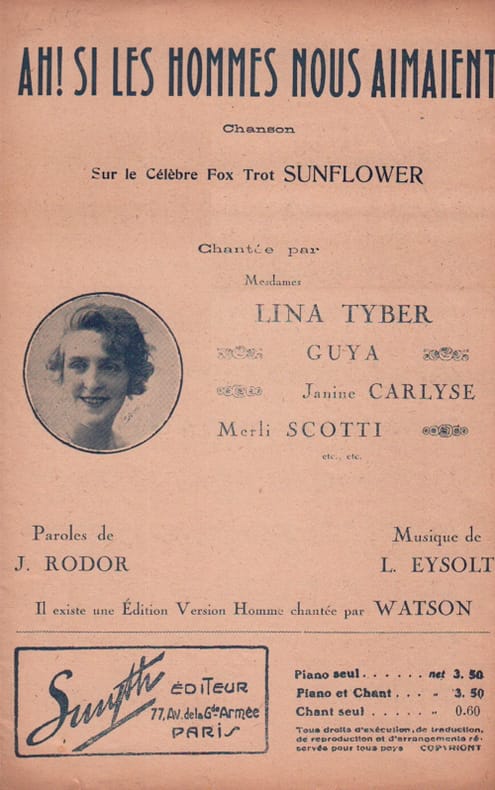 AH! SI LES HOMMES NOUS AIMAIENT
Chanson
Sur le Célèbre Fox Trot SUNFLOWER
Chantée par
Mesdames
LINA TYBER
GUYA
Janine CARLYSE
Merli SCOTTI
etc., etc.
Paroles de
J. RODOR
Musique de
L. EYSOLT
Il existe une Édition Version Homme chantée par WATSON
Smyth ÉDITEUR
77, Av. de la Gde Armée
PARIS
Piano seul . . . . . . net 3. 50
Piano et Chant . . . „ 3. 50
Chant seul . . . . . „ 0.60
Tous droits d'exécution, de traduction,
de reproduction et d'arrangements ré-
servés pour tous pays COPYRIGHT